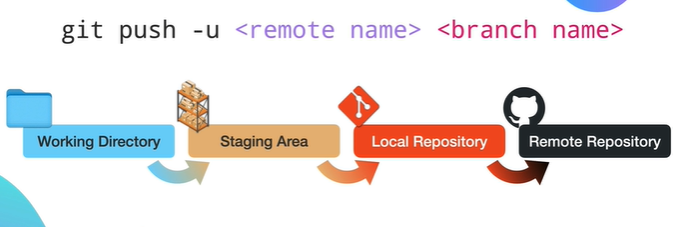 git push -u <remote name> <branch name>
Working Directory
Staging Area
Local Repository
Remote Repository